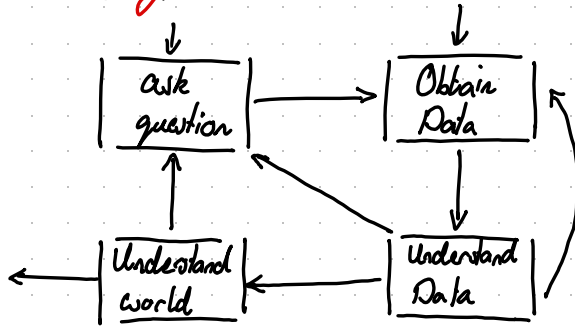 ask
question
Obtain
Data
Understand
world
Understand
Data